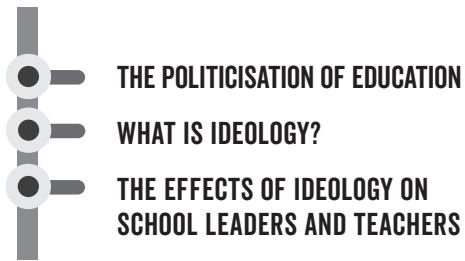 THE POLITICISATION OF EDUCATION
WHAT IS IDEOLOGY?
THE EFFECTS OF IDEOLOGY ON
SCHOOL LEADERS AND TEACHERS